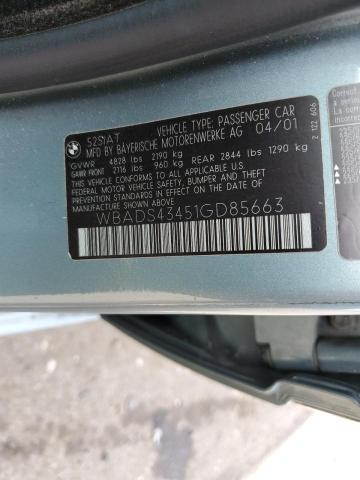 BMW
525IAT VEHICLE TYPE: PASSENGER CAR
MFD BY BAYERISCHE MOTORENWERKE AG 04/01
GVWR 4828 lbs 2190 kg
GAWR FRONT 2116 lbs 960 kg REAR 2844 lbs 1290 kg
THIS VEHICLE CONFORMS TO ALL APPLICABLE U.S.
FEDERAL MOTOR VEHICLE SAFETY, BUMPER AND THEFT
PREVENTION STANDARDS IN EFFECT ON THE DATE OF
MANUFACTURE SHOWN ABOVE
WBADS43451GD85663
2 122 606
Correct